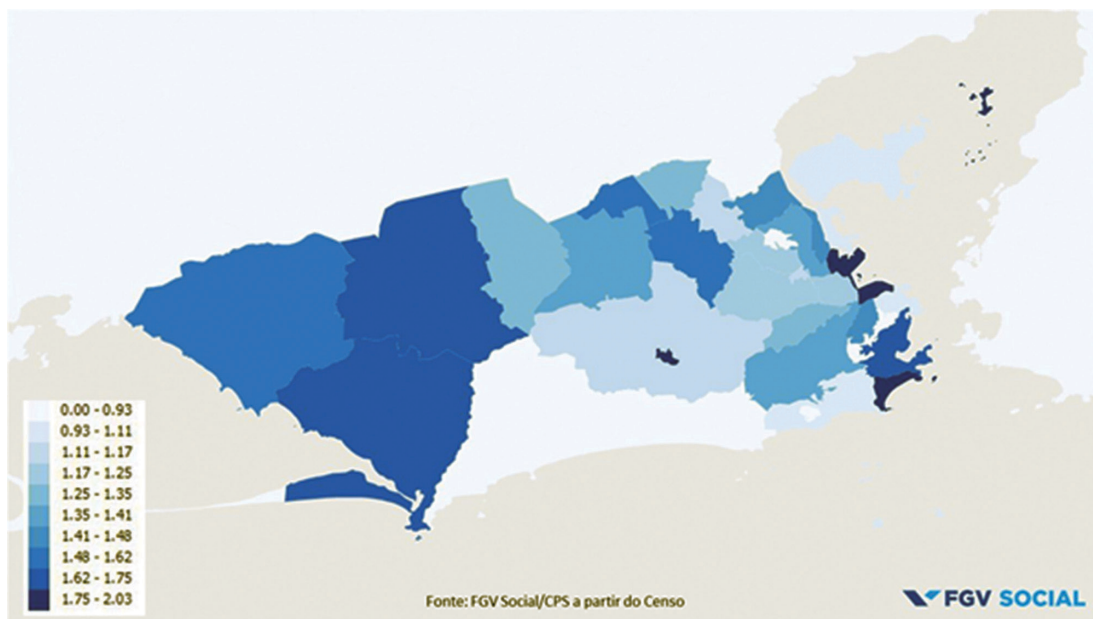 0.00 - 0.93
0.93 - 1.11
1.11 - 1.17
1.17 - 1.25
1.25 - 1.35
1.35 - 1.41
1.41 - 1.48
1.48 - 1.62
1.62 - 1.75
1.75 - 2.03
Fonte: FGV Social/CPS a partir do Censo
FGV SOCIAL